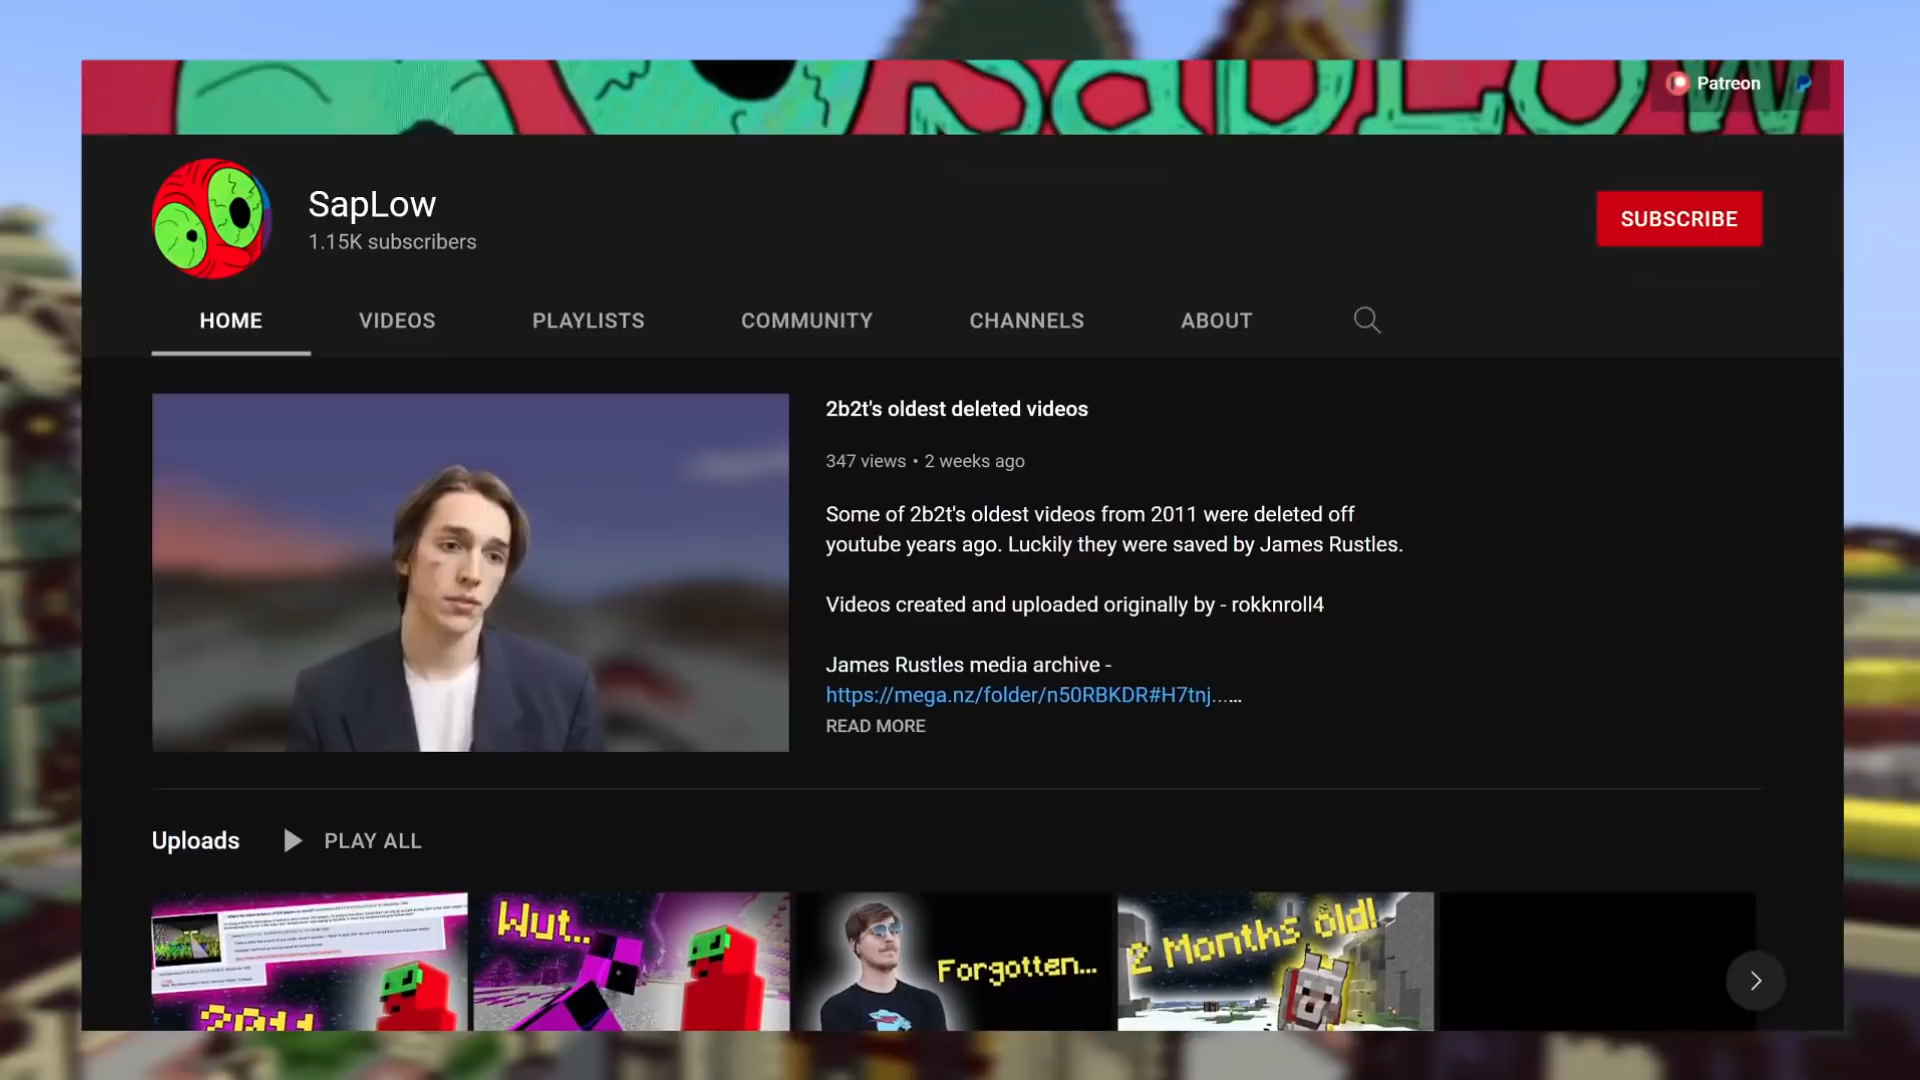 SapLow
Patreon
SapLow
1.15K subscribers
SUBSCRIBE
HOME
VIDEOS
PLAYLISTS
COMMUNITY
CHANNELS
ABOUT
2b2t's oldest deleted videos
347 views • 2 weeks ago
Some of 2b2t's oldest videos from 2011 were deleted off
youtube years ago. Luckily they were saved by James Rustles.
Videos created and uploaded originally by - rokknroll4
James Rustles media archive -
https://mega.nz/folder/n50RBKDR#H7tnj......
READ MORE
Uploads
PLAY ALL
2011
Wut...
Forgotten...
2 Months old!